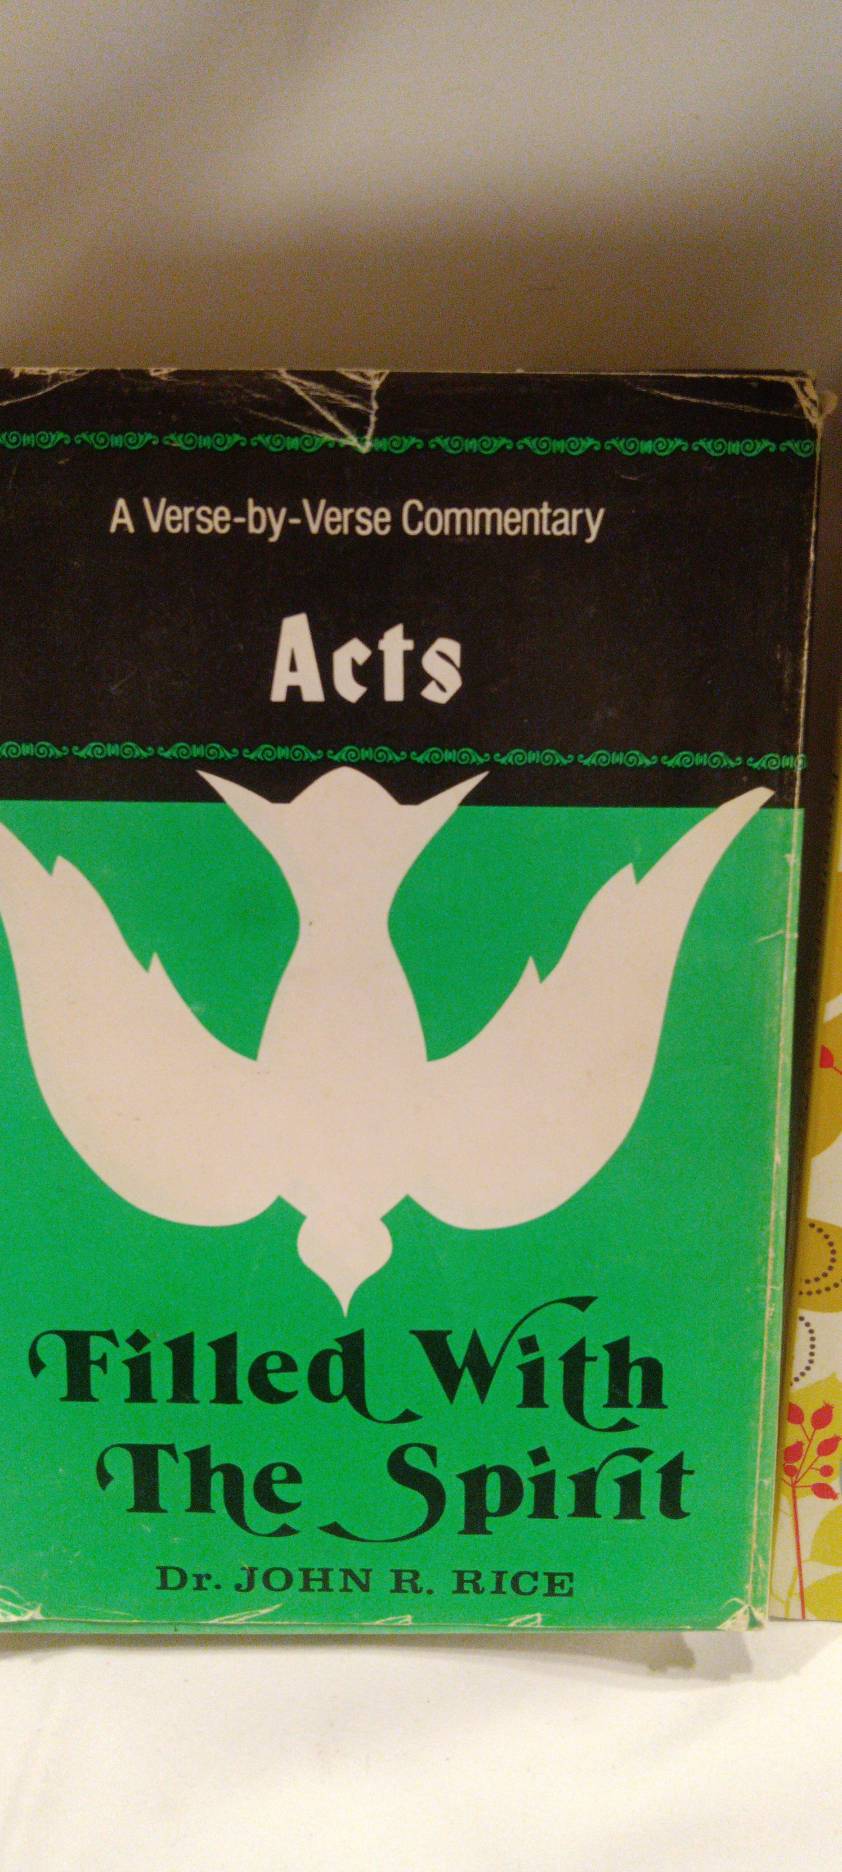 A Verse-by-Verse Commentary
Acts
Filled With
The Spirit
Dr. JOHN R. RICE